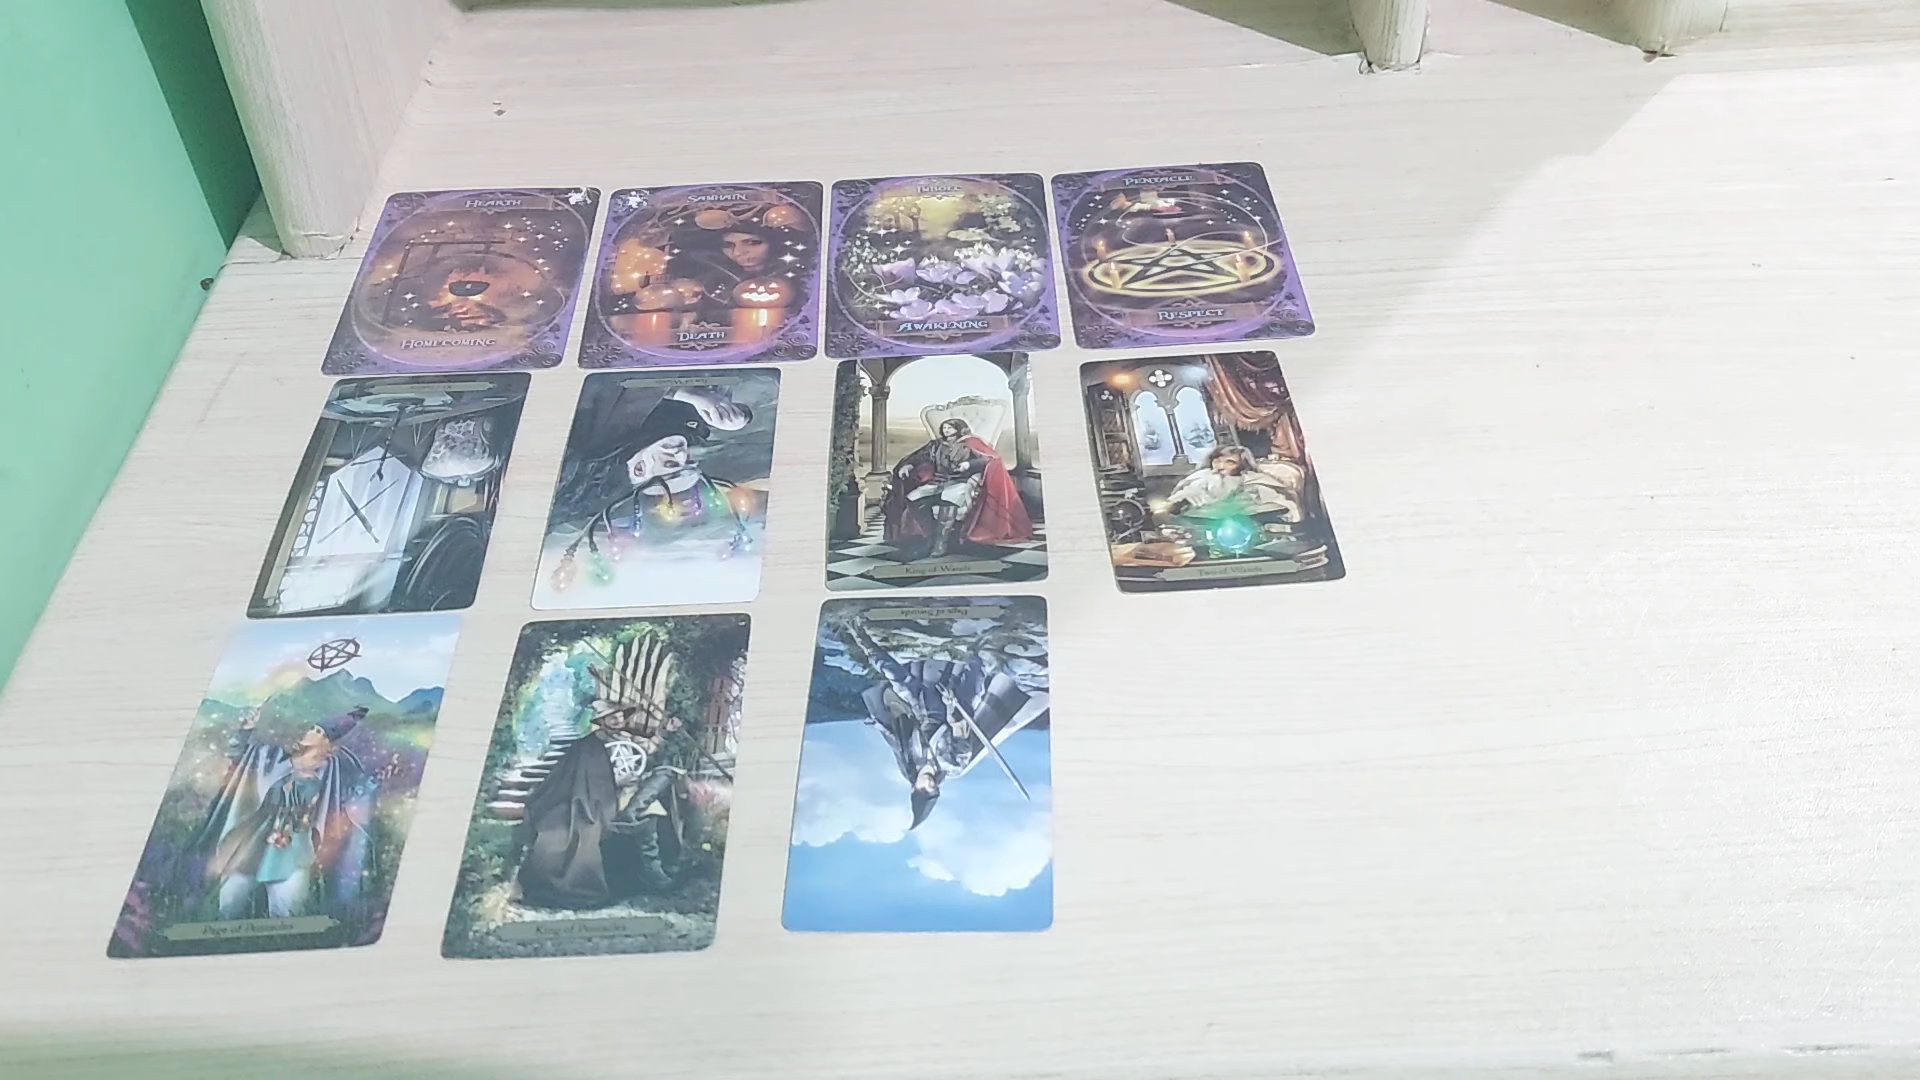 HEARTH
HOMECOMING
SAMHAIN
DEATH
IMBOLC
AWAKENING
PENTACLE
RESPECT
King of Wands
Two of Wands
Page of Pentacles
King of Pentacles
Page of Swords